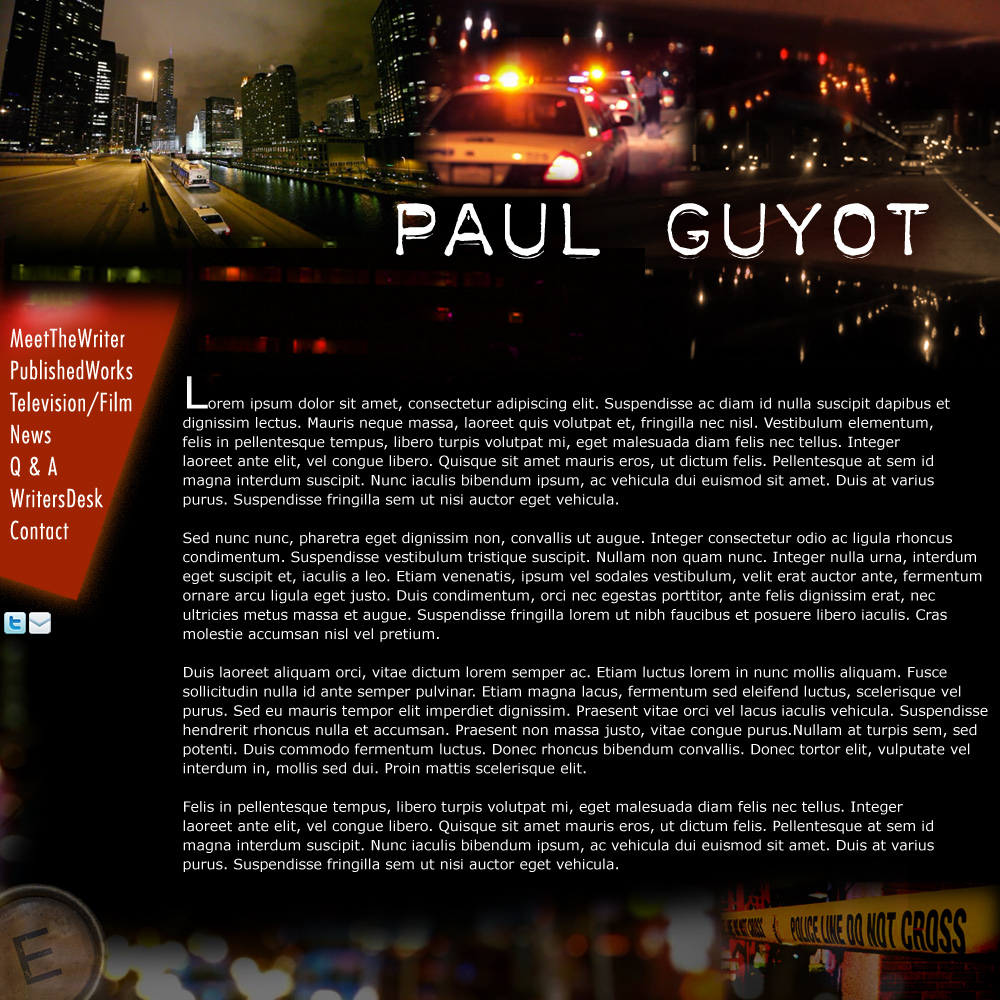 PAUL GUYOT
MeetTheWriter
PublishedWorks
Television/Film
News
Q & A
WritersDesk
Contact
Lorem ipsum dolor sit amet, consectetur adipiscing elit. Suspendisse ac diam id nulla suscipit dapibus et
dignissim lectus. Mauris neque massa, laoreet quis volutpat et, fringilla nec nisl. Vestibulum elementum,
felis in pellentesque tempus, libero turpis volutpat mi, eget malesuada diam felis nec tellus. Integer
laoreet ante elit, vel congue libero. Quisque sit amet mauris eros, ut dictum felis. Pellentesque at sem id
magna interdum suscipit. Nunc iaculis bibendum ipsum, ac vehicula dui euismod sit amet. Duis at varius
purus. Suspendisse fringilla sem ut nisi auctor eget vehicula.
Sed nunc nunc, pharetra eget dignissim non, convallis ut augue. Integer consectetur odio ac ligula rhoncus
condimentum. Suspendisse vestibulum tristique suscipit. Nullam non quam nunc. Integer nulla urna, interdum
eget suscipit et, iaculis a leo. Etiam venenatis, ipsum vel sodales vestibulum, velit erat auctor ante, fermentum
ornare arcu ligula eget justo. Duis condimentum, orci nec egestas porttitor, ante felis dignissim erat, nec
ultricies metus massa et augue. Suspendisse fringilla lorem ut nibh faucibus et posuere libero iaculis. Cras
molestie accumsan nisl vel pretium.
Duis laoreet aliquam orci, vitae dictum lorem semper ac. Etiam luctus lorem in nunc mollis aliquam. Fusce
sollicitudin nulla id ante semper pulvinar. Etiam magna lacus, fermentum sed eleifend luctus, scelerisque vel
purus. Sed eu mauris tempor elit imperdiet dignissim. Praesent vitae orci vel lacus iaculis vehicula. Suspendisse
hendrerit rhoncus nulla et accumsan. Praesent non massa justo, vitae congue purus.Nullam at turpis sem, sed
potenti. Duis commodo fermentum luctus. Donec rhoncus bibendum convallis. Donec tortor elit, vulputate vel
interdum in, mollis sed dui. Proin mattis scelerisque elit.
Felis in pellentesque tempus, libero turpis volutpat mi, eget malesuada diam felis nec tellus. Integer
laoreet ante elit, vel congue libero. Quisque sit amet mauris eros, ut dictum felis. Pellentesque at sem id
magna interdum suscipit. Nunc iaculis bibendum ipsum, ac vehicula dui euismod sit amet. Duis at varius
purus. Suspendisse fringilla sem ut nisi auctor eget vehicula.
E
NOT CROSS POLICE LINE DO NOT CROSS